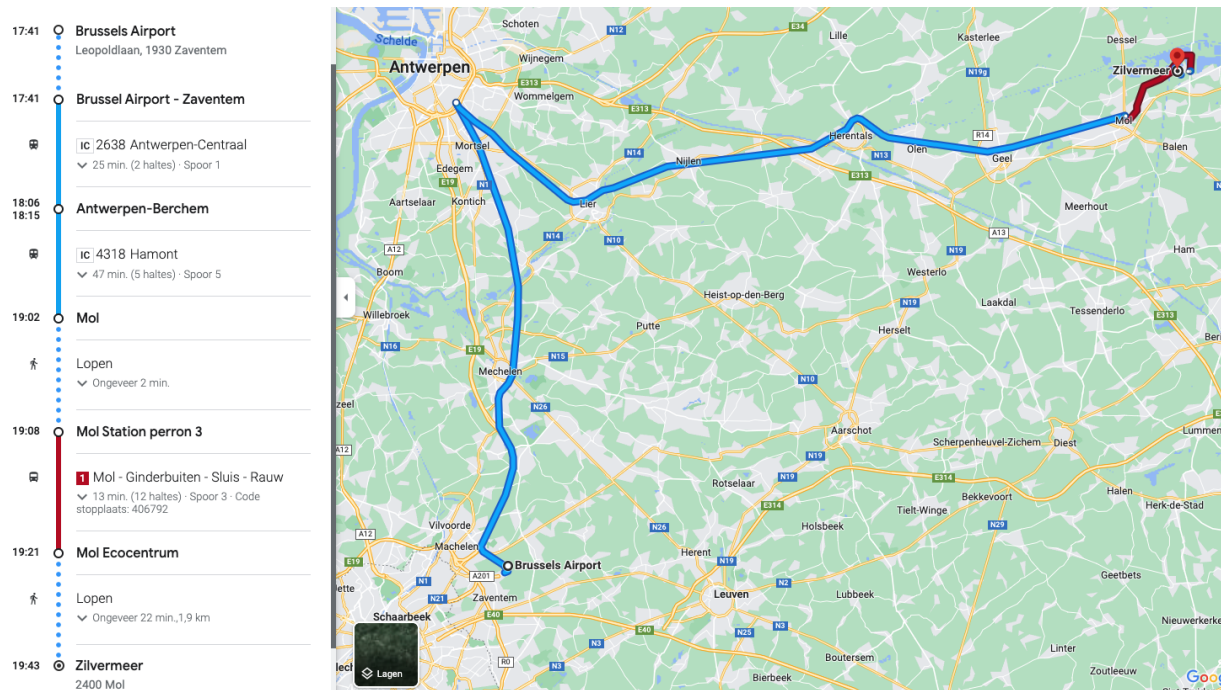 17:41
Brussels Airport
Leopoldlaan, 1930 Zaventem
17:41
Brussel Airport - Zaventem
IC 2638 Antwerpen-Centraal
25 min. (2 haltes) · Spoor 1
18:06
18:15
Antwerpen-Berchem
IC 4318 Hamont
47 min. (5 haltes) · Spoor 5
19:02
Mol
Lopen
Ongeveer 2 min.
19:08
Mol Station perron 3
1 Mol - Ginderbuiten - Sluis - Rauw
13 min. (12 haltes) · Spoor 3 · Code
stopplaats: 406792
19:21
Mol Ecocentrum
Lopen
Ongeveer 22 min.,1,9 km
19:43
Zilvermeer
2400 Mol
Schoten
N12
E34
Lille
Kasterlee
Dessel
Schelde
Wijnegem
Antwerpen
N19g
Zilvermeer
E313
Wommelgem
E313
Mol
Mortsel
Herentals
R14
N14
N13
Olen
Balen
Edegem
Nijlen
Geel
E19
N1
Aartselaar
Kontich
Lier
Meerhout
N14
N10
A13
A12
N19
Ham
Boom
Westerlo
Heist-op-den-Berg
Laakdal
Willebroek
N19
Tessenderlo
E313
Putte
Herselt
N16
E19
N15
Mechelen
N10
N26
Aarschot
Lummen
Scherpenheuvel-Zichem
Diest
A12
N19
Rotselaar
E314
Halen
Bekkevoort
E314
Herk-de-Stad
Tielt-Winge
Vilvoorde
N26
Holsbeek
N29
A12
Machelen
Herent
E19
Brussels Airport
N19
A201
Geetbets
N1
N2
Zaventem
Leuven
Lubbeek
N21
Schaarbeek
E40
Nieuwerkerke
N3
E40
N25
N3
Linter
R0
N3
Boutersem
Zoutleeuw
Lagen
Bierbeek